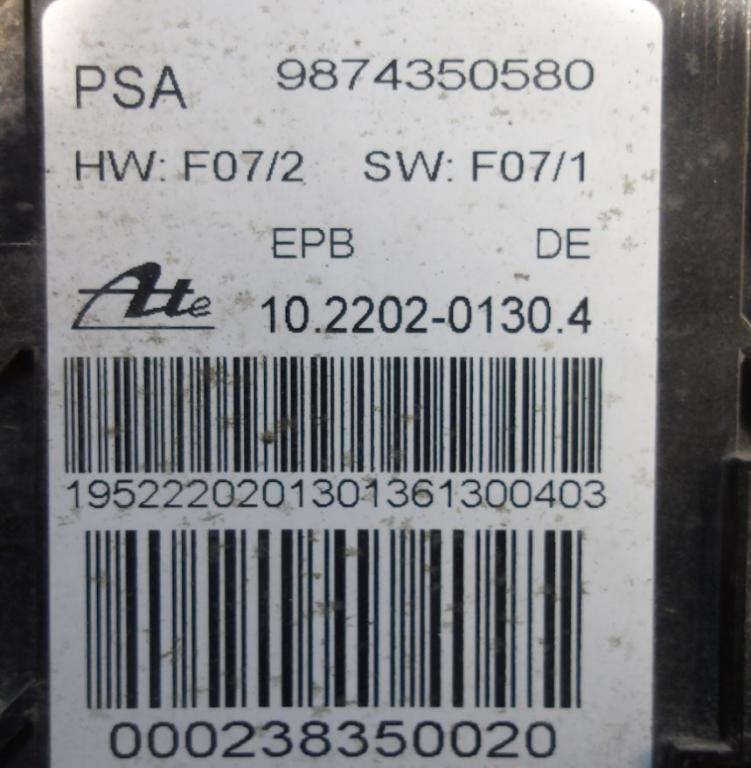 PSA 9874350580
HW: F07/2 SW: F07/1
EPB DE
Ate 10.2202-0130.4
1952220201301361300403
000238350020